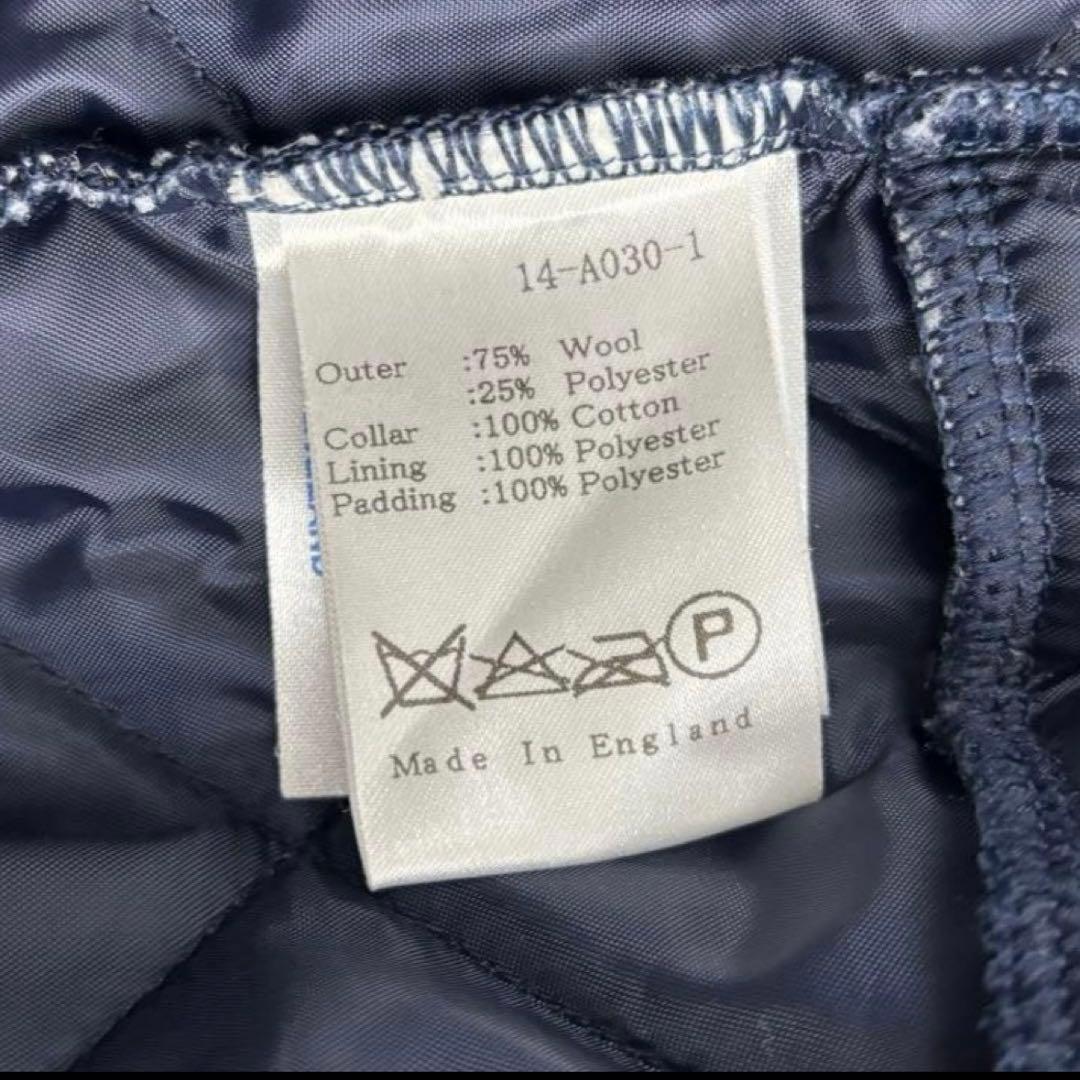 14-A030-1
Outer :75% Wool
:25% Polyester
Collar :100% Cotton
Lining :100% Polyester
Padding :100% Polyester
P
Made In England